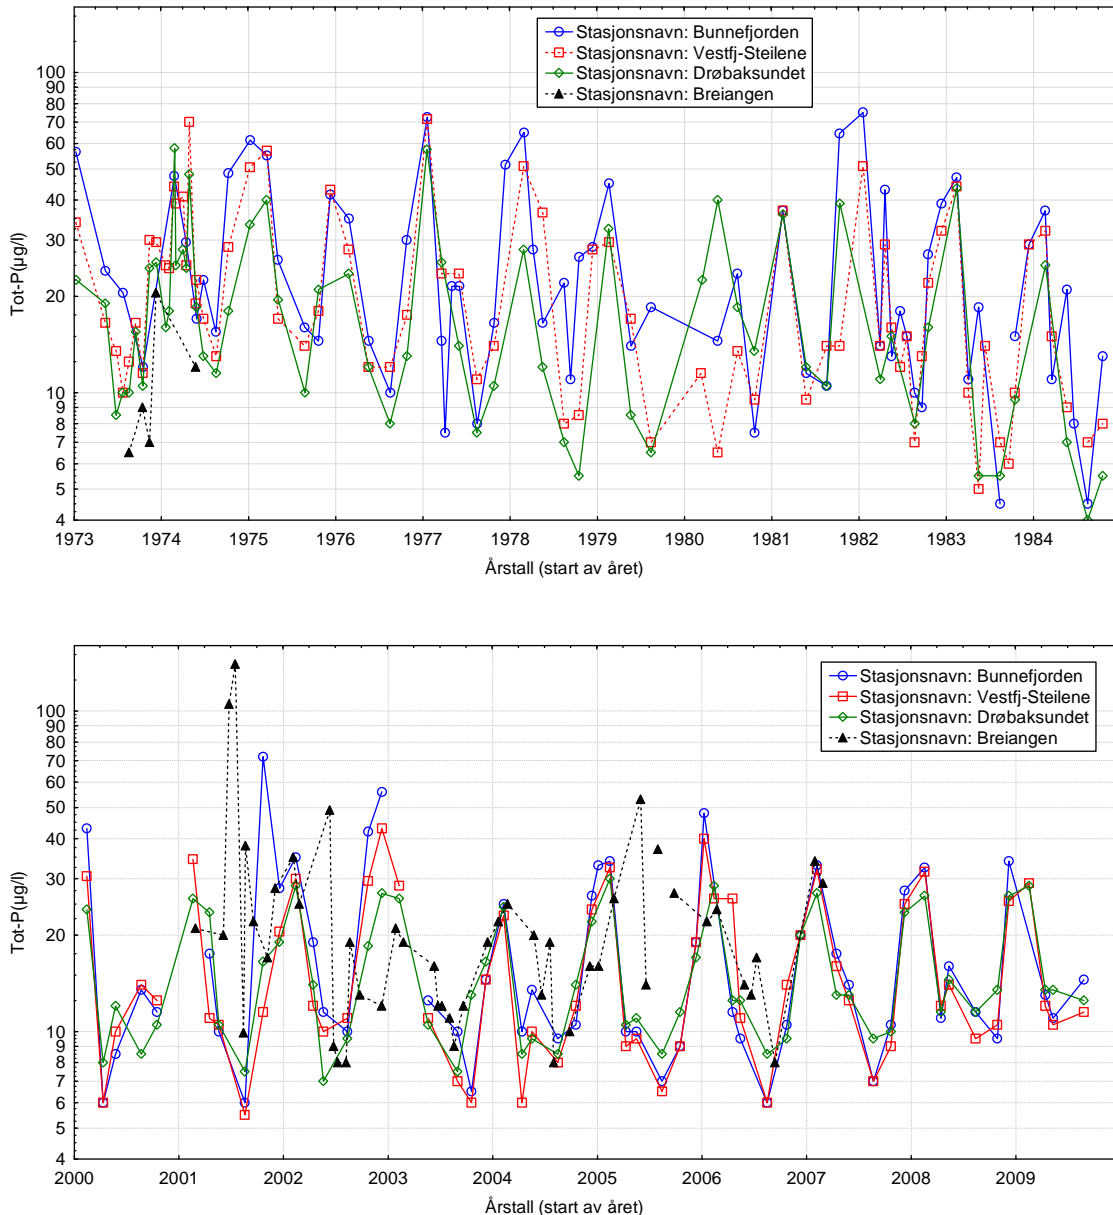 Stasjonsnavn: Bunnefjorden
Stasjonsnavn: Vestfj-Steilene
Stasjonsnavn: Drøbaksundet
Stasjonsnavn: Breiangen
Tot-P(µg/l)
100
90
80
70
60
50
40
30
20
10
9
8
7
6
5
4
1973 1974 1975 1976 1977 1978 1979 1980 1981 1982 1983 1984
Årstall (start av året)
Stasjonsnavn: Bunnefjorden
Stasjonsnavn: Vestfj-Steilene
Stasjonsnavn: Drøbaksundet
Stasjonsnavn: Breiangen
Tot-P(µg/l)
100
90
80
70
60
50
40
30
20
10
9
8
7
6
5
4
2000 2001 2002 2003 2004 2005 2006 2007 2008 2009
Årstall (start av året)